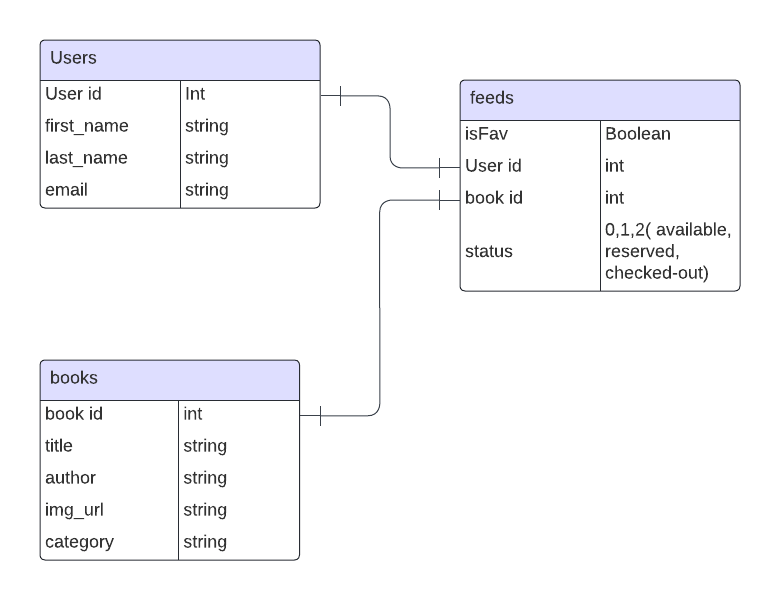 Users
User id Int
first_name string
last_name string
email string
feeds
isFav Boolean
User id int
book id int
status 0,1,2( available,
reserved,
checked-out)
books
book id int
title string
author string
img_url string
category string